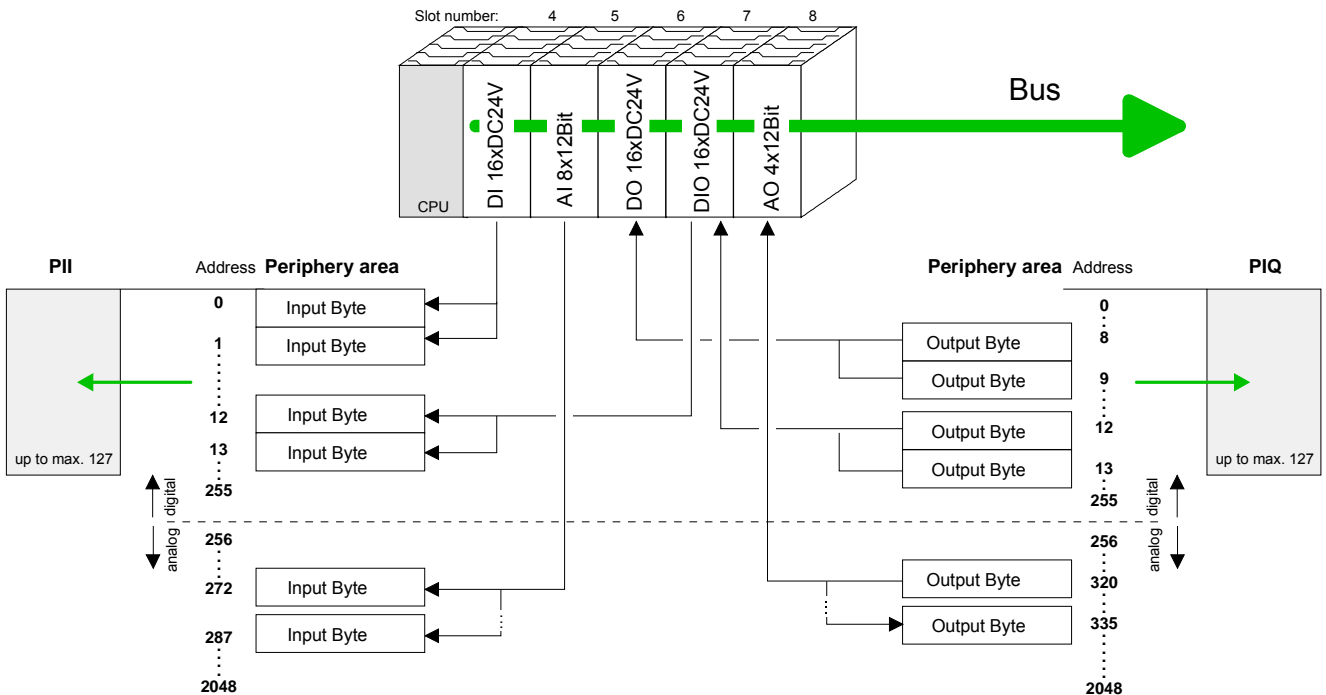 Slot number: 4 5 6 7 8
Bus
CPU
DI 16xDC24V
AI 8x12Bit
DO 16xDC24V
DIO 16xDC24V
AO 4x12Bit
PII
Address Periphery area
Periphery area Address
PIQ
0
Input Byte
1
Input Byte
12
Input Byte
13
Input Byte
255
up to max. 127
digital
analog
256
272
Input Byte
287
Input Byte
2048
0
Output Byte
8
Output Byte
9
Output Byte
12
Output Byte
13
255
up to max. 127
digital
analog
256
Output Byte
320
Output Byte
335
2048